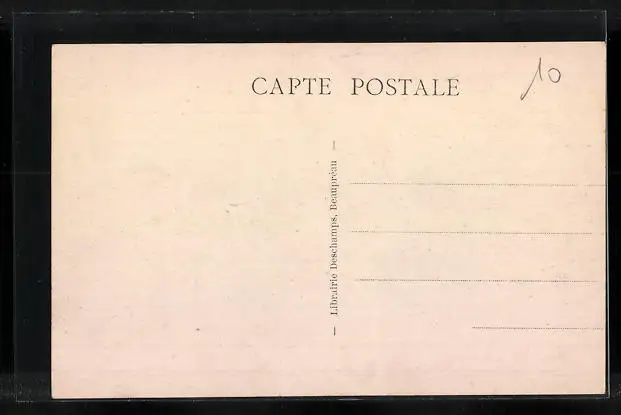 CAPTE POSTALE
10
— Librairie Deschamps, Beaupréau —